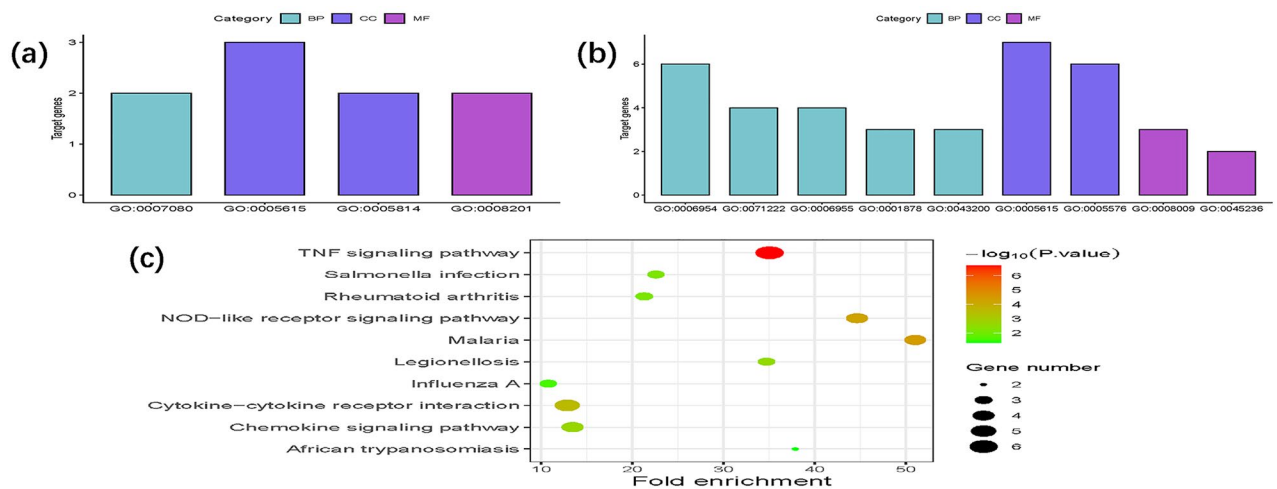 Category BP CC MF
(a)
Target genes
3
2
1
0
GO:0007080 GO:0005615 GO:0005814 GO:0008201
Category BP CC MF
(b)
Target genes
6
4
2
0
GO:0006954 GO:0071222 GO:0006955 GO:0001878 GO:0043200 GO:0005615 GO:0005576 GO:0008009 GO:0045236
(c)
TNF signaling pathway
Salmonella infection
Rheumatoid arthritis
NOD-like receptor signaling pathway
Malaria
Legionellosis
Influenza A
Cytokine-cytokine receptor interaction
Chemokine signaling pathway
African trypanosomiasis
10 20 30 40 50
Fold enrichment
-log10(P.value)
6
5
4
3
2
Gene number
2
3
4
5
6